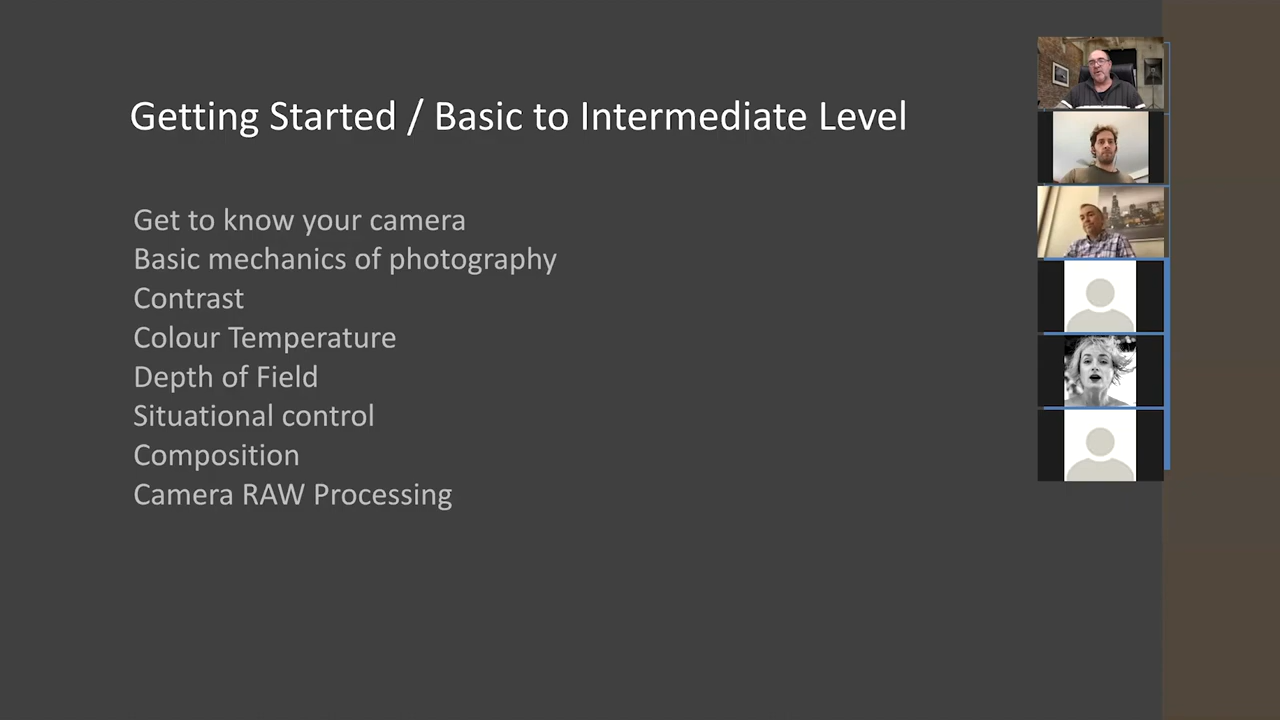 Getting Started / Basic to Intermediate Level
Get to know your camera
Basic mechanics of photography
Contrast
Colour Temperature
Depth of Field
Situational control
Composition
Camera RAW Processing